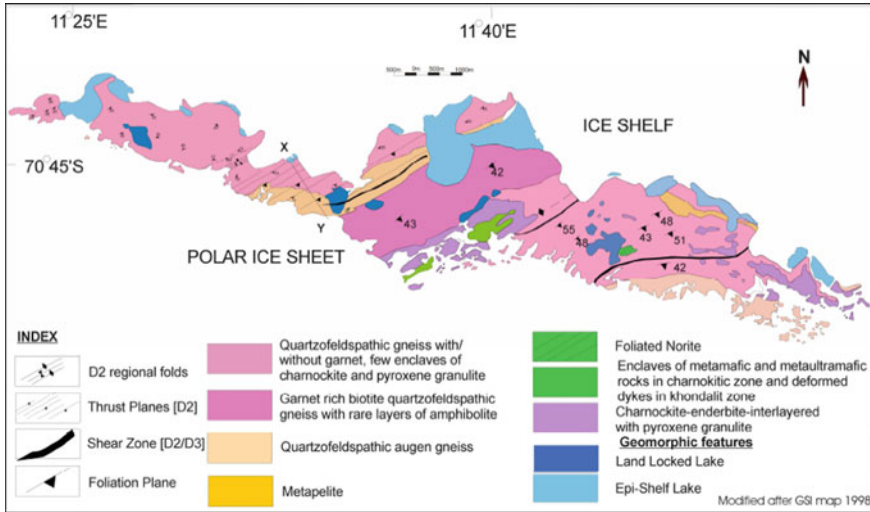 11 25'E
11 40'E
500m 0m 500m 1000m
N
ICE SHELF
X
70 45'S
42
Y
43
55
48
48
43
51
42
POLAR ICE SHEET
INDEX
D2 regional folds
Thrust Planes [D2]
Shear Zone [D2/D3]
Foliation Plane
Quartzofeldspathic gneiss with/
without garnet, few enclaves of
charnockite and pyroxene granulite
Garnet rich biotite quartzofeldspathic
gneiss with rare layers of amphibolite
Quartzofeldspathic augen gneiss
Metapelite
Foliated Norite
Enclaves of metamafic and metaultramafic
rocks in charnokitic zone and deformed
dykes in khondalit zone
Charnockite-enderbite-interlayered
with pyroxene granulite
Geomorphic features
Land Locked Lake
Epi-Shelf Lake
Modified after GSI map 1998